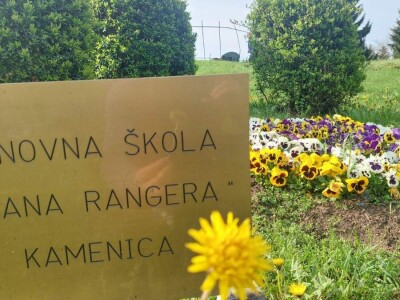 NOVNA ŠKOLA
ANA RANGERA"
KAMENICA